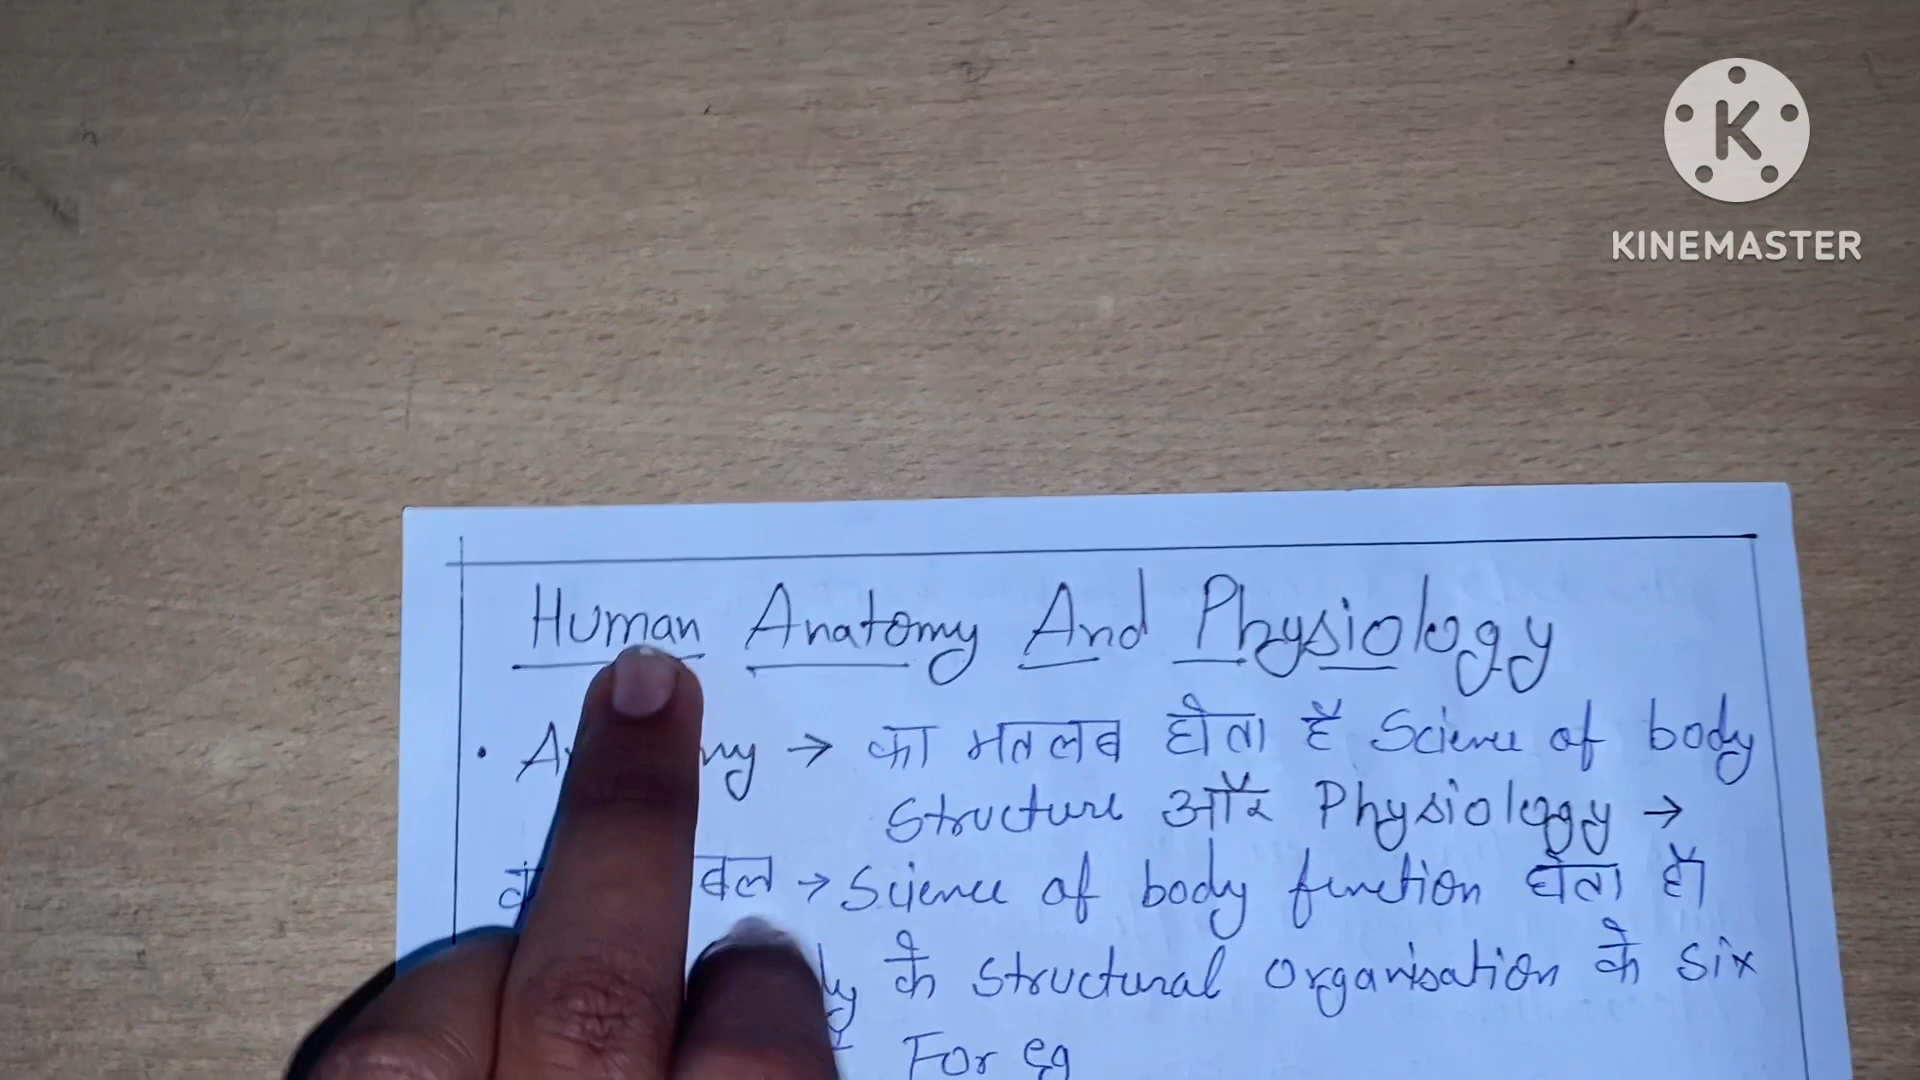 KINEMASTER
Human Anatomy And Physiology
• → का मतलब होता है Science of body
Structure और Physiology →
→ Science of body function होता है।
के structural organisation के six
For eg